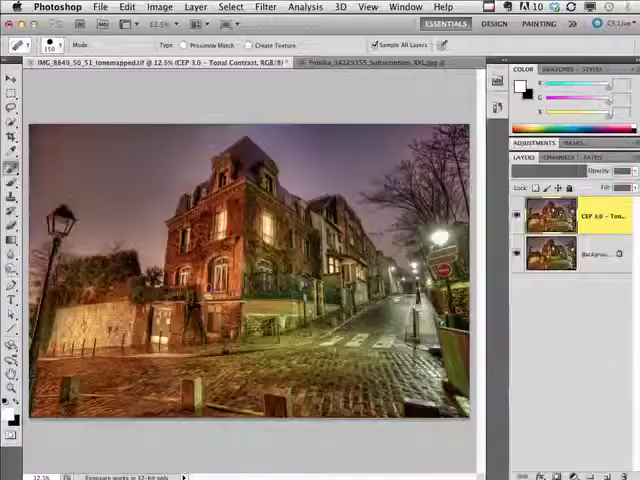 Photoshop File Edit Image Layer Select Filter Analysis 3D View Window Help
12.5% ESSENTIALS DESIGN PAINTING >> CS Live
150 Mode Type: Proximity Match Create Texture Sample All Layers
IMG_8849_50_51_tonemapped.tif @ 12.5% (CEP 3.0 - Tonal Contrast, RGB/8) *
COLOR SWATCHES STYLES
ADJUSTMENTS MASKS
LAYERS CHANNELS PATHS
Opacity:
Lock: Fill:
CEP 3.0 - Ton...
Backgrou...
12.5% Exposure works in 32-bit only